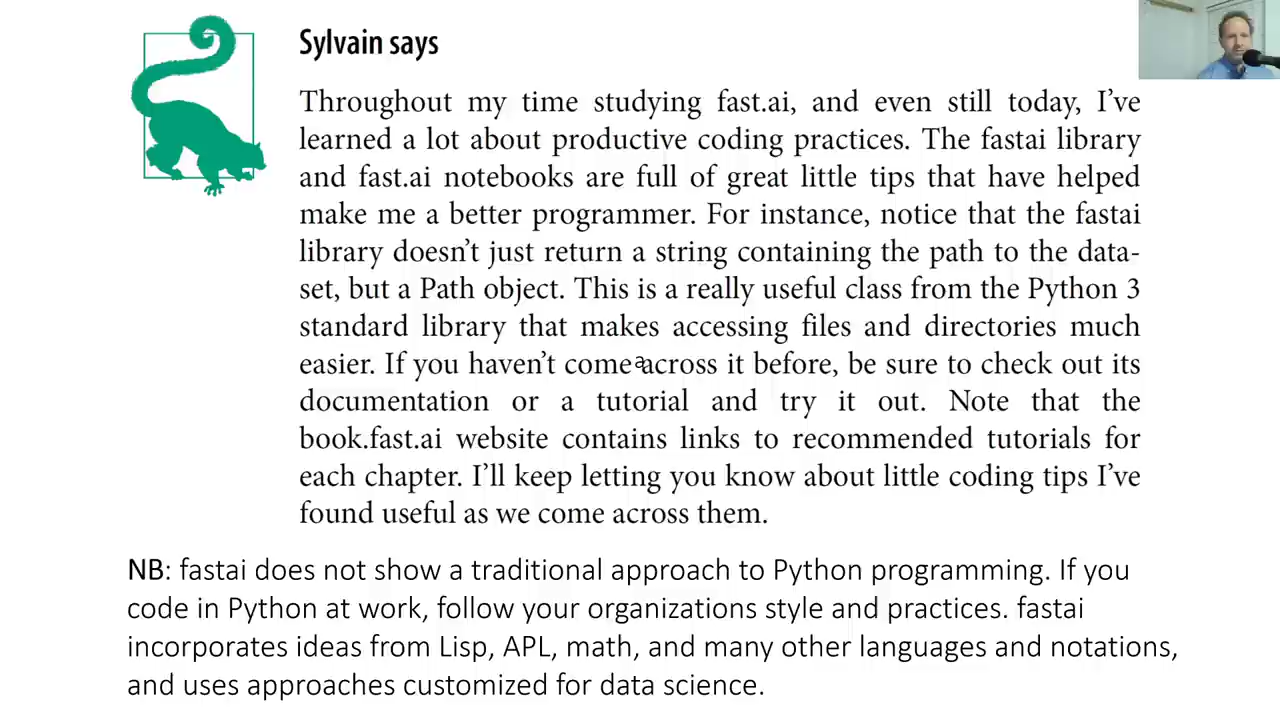 Sylvain says
Throughout my time studying fast.ai, and even still today, I've
learned a lot about productive coding practices. The fastai library
and fast.ai notebooks are full of great little tips that have helped
make me a better programmer. For instance, notice that the fastai
library doesn't just return a string containing the path to the data-
set, but a Path object. This is a really useful class from the Python 3
standard library that makes accessing files and directories much
easier. If you haven't come across it before, be sure to check out its
documentation or a tutorial and try it out. Note that the
book.fast.ai website contains links to recommended tutorials for
each chapter. I'll keep letting you know about little coding tips I've
found useful as we come across them.
NB: fastai does not show a traditional approach to Python programming. If you
code in Python at work, follow your organizations style and practices. fastai
incorporates ideas from Lisp, APL, math, and many other languages and notations,
and uses approaches customized for data science.